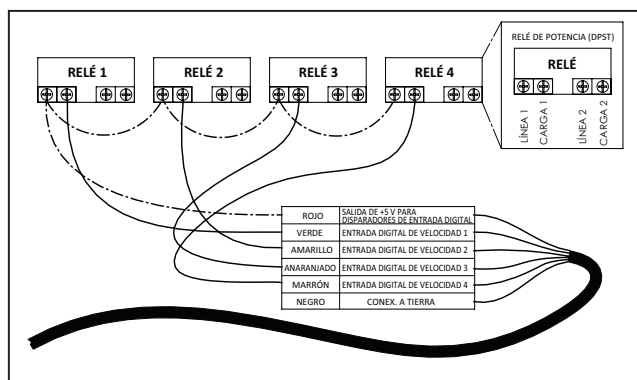 RELÉ DE POTENCIA (DPST)
RELÉ 1
RELÉ 2
RELÉ 3
RELÉ 4
RELÉ
LÍNEA 1
CARGA 1
LÍNEA 2
CARGA 2
ROJO
SALIDA DE +5 V PARA
DISPARADORES DE ENTRADA DIGITAL
VERDE
ENTRADA DIGITAL DE VELOCIDAD 1
AMARILLO
ENTRADA DIGITAL DE VELOCIDAD 2
ANARANJADO
ENTRADA DIGITAL DE VELOCIDAD 3
MARRÓN
ENTRADA DIGITAL DE VELOCIDAD 4
NEGRO
CONEX. A TIERRA